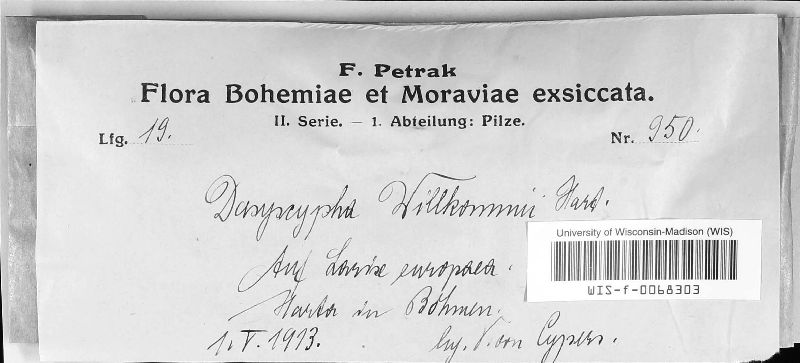 F. Petrak
Flora Bohemiae et Moraviae exsiccata.
II. Serie. — 1. Abteilung: Pilze.
Lfg. 19. Nr. 950.
Dasyscypha Willkommii Hart.
University of Wisconsin-Madison (WIS)
WIS-f-0068303
Auf Larix europaea.
Harta in Böhmen.
1. V. 1913. leg. V. von Cypers.